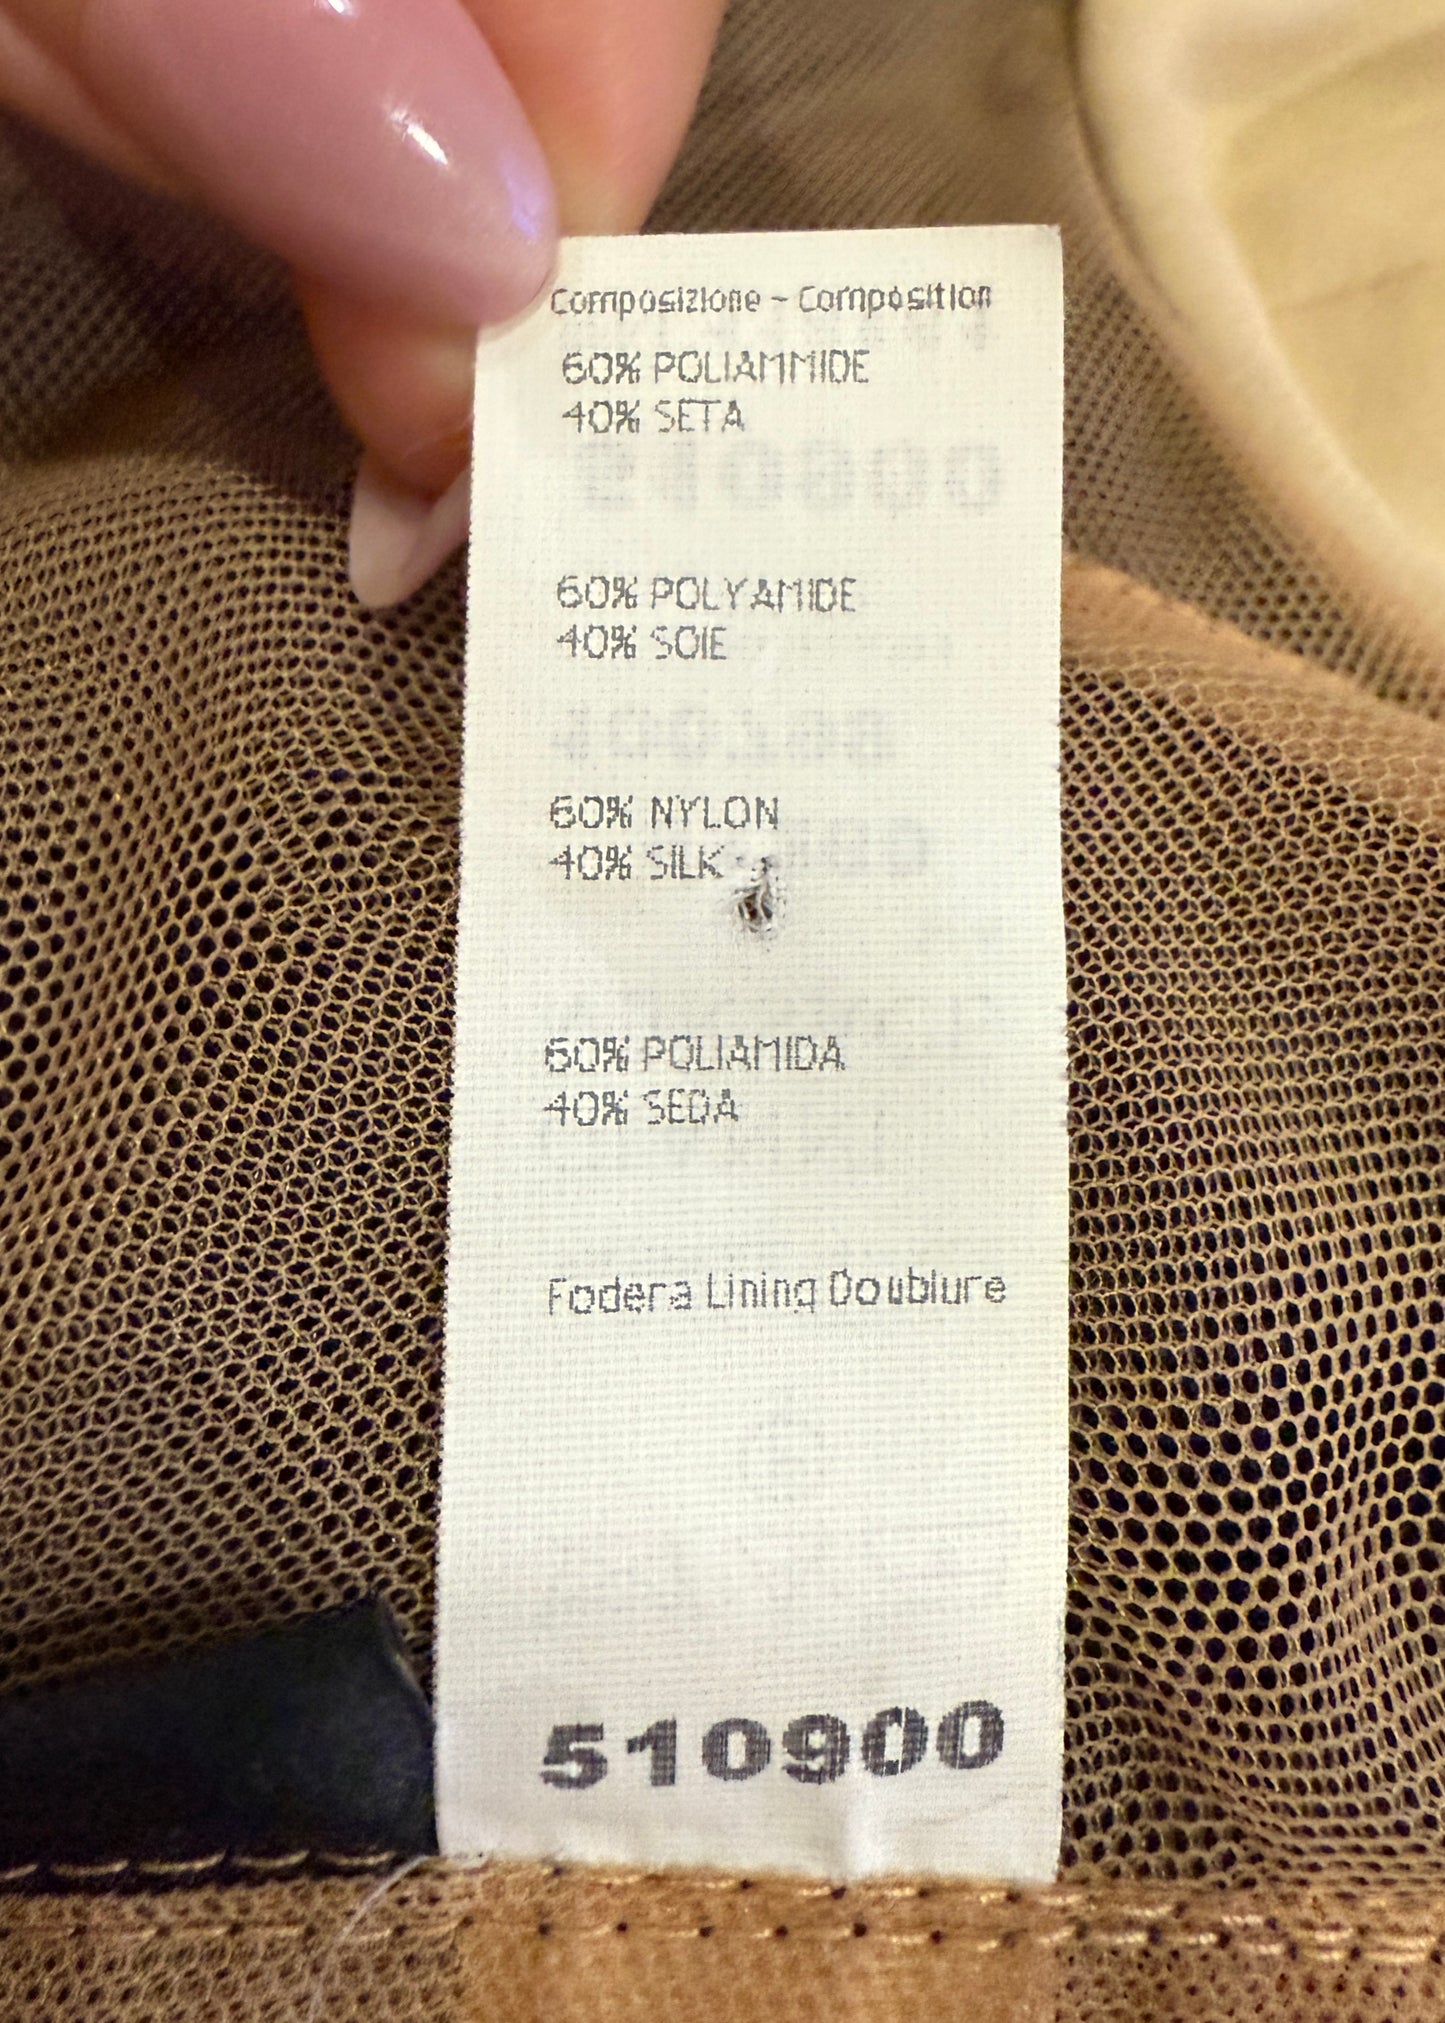 Composizione - Composition
60% POLIAMMIDE
40% SETA
60% POLYAMIDE
40% SOIE
60% NYLON
40% SILK
60% POLIAMIDA
40% SEDA
Fodera Lining Doublure
510900